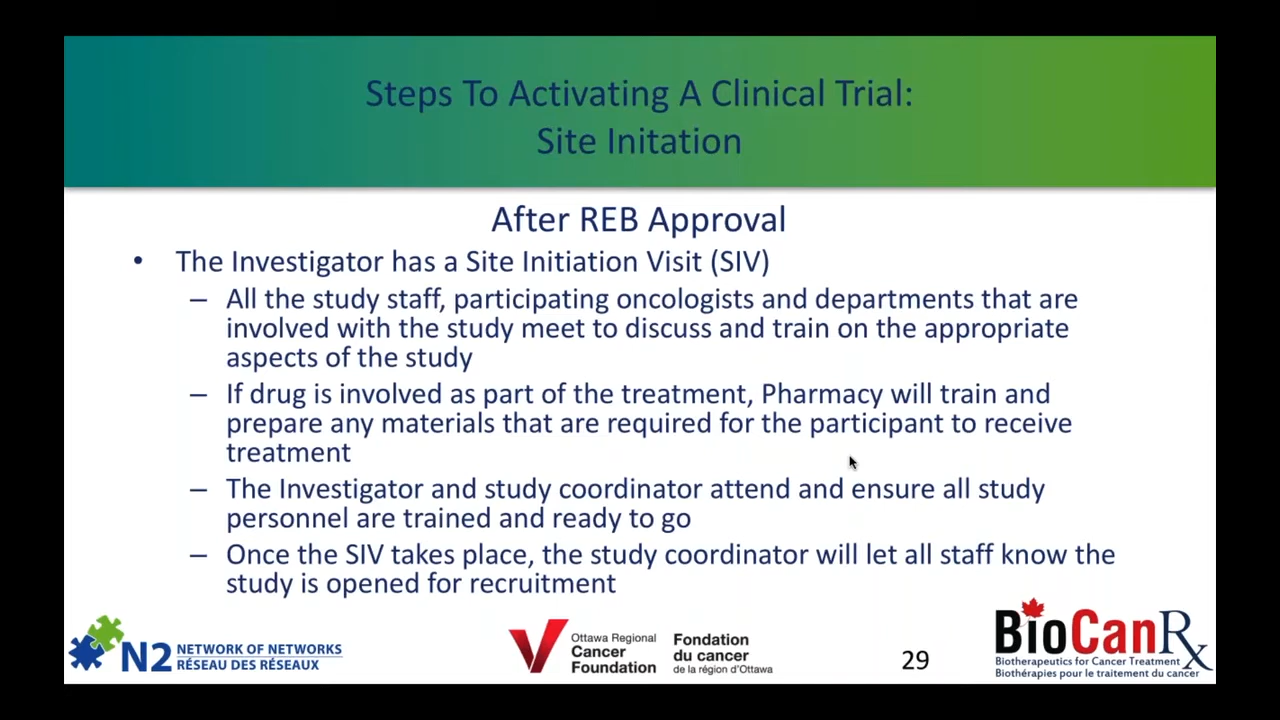 Steps To Activating A Clinical Trial:
Site Initation
After REB Approval
• The Investigator has a Site Initiation Visit (SIV)
– All the study staff, participating oncologists and departments that are
involved with the study meet to discuss and train on the appropriate
aspects of the study
– If drug is involved as part of the treatment, Pharmacy will train and
prepare any materials that are required for the participant to receive
treatment
– The Investigator and study coordinator attend and ensure all study
personnel are trained and ready to go
– Once the SIV takes place, the study coordinator will let all staff know the
study is opened for recruitment
N2 NETWORK OF NETWORKS
RÉSEAU DES RÉSEAUX
Ottawa Regional
Cancer
Foundation
Fondation
du cancer
de la région d'Ottawa
29
BioCanRx
Biotherapeutics for Cancer Treatment
Biothérapies pour le traitement du cancer